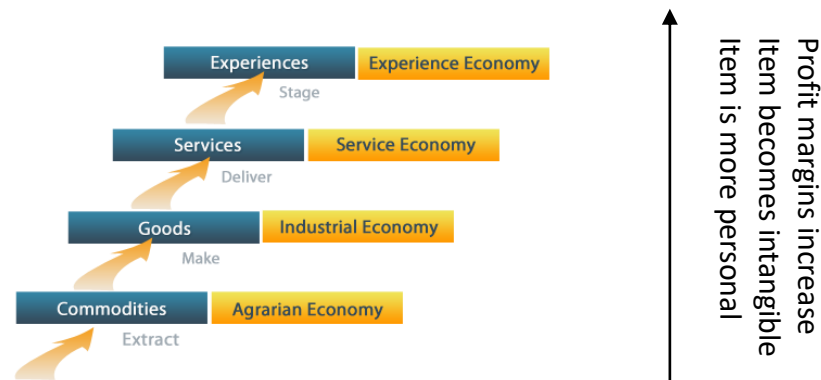 Experiences
Experience Economy
Stage
Services
Service Economy
Deliver
Goods
Industrial Economy
Make
Commodities
Agrarian Economy
Extract
Profit margins increase
Item becomes intangible
Item is more personal